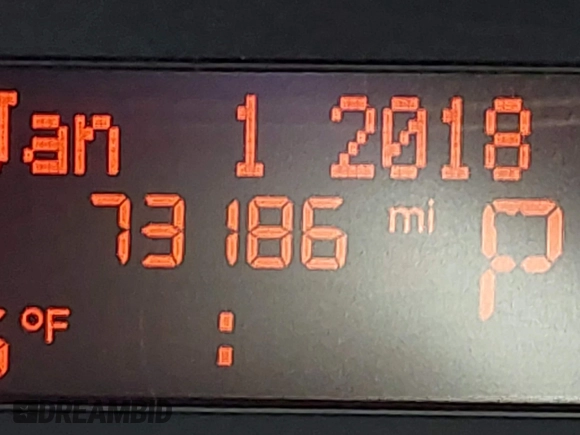 Jan 1 2018
73186 mi P
°F :
DREAMBID